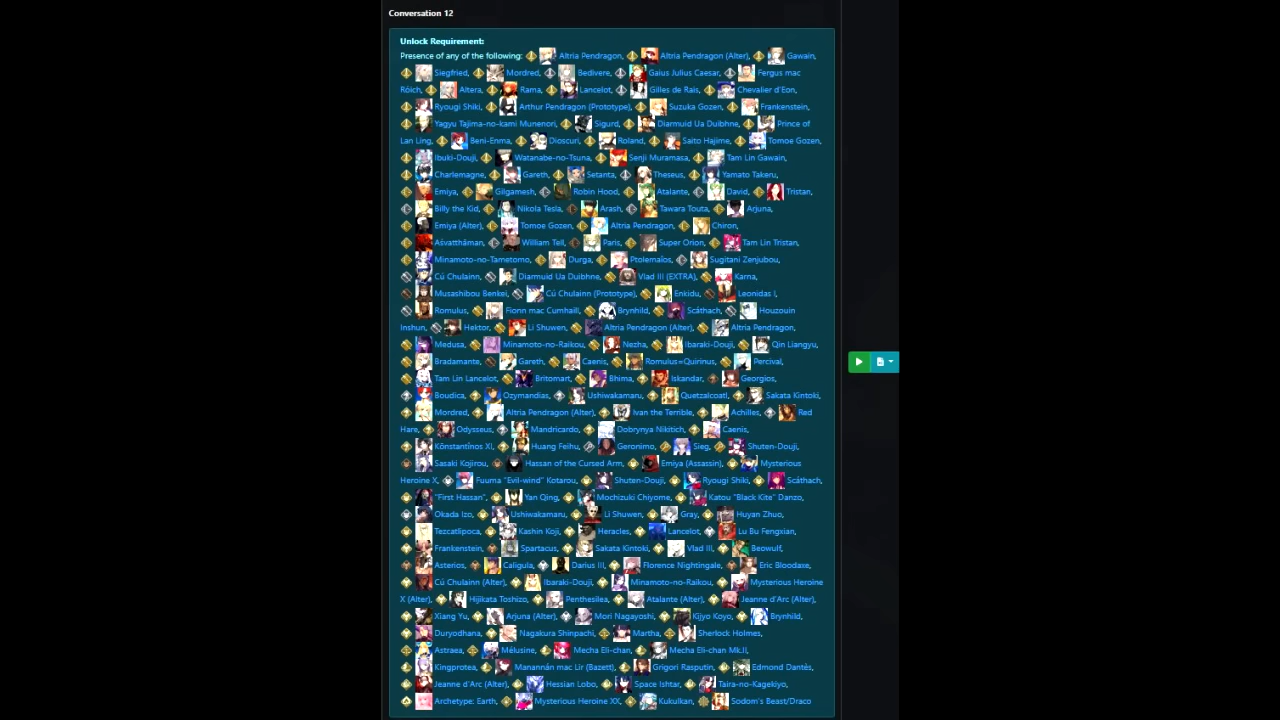 Conversation 12
Unlock Requirement:
Presence of any of the following: Altria Pendragon, Altria Pendragon (Alter), Gawain,
Siegfried, Mordred, Bedivere, Gaius Julius Caesar, Fergus mac
Róich, Altera, Rama, Lancelot, Gilles de Rais, Chevalier d'Eon,
Ryougi Shiki, Arthur Pendragon (Prototype), Suzuka Gozen, Frankenstein,
Yagyu Tajima-no-kami Munenori, Sigurd, Diarmuid Ua Duibhne, Prince of
Lan Ling, Beni-Enma, Dioscuri, Roland, Saito Hajime, Tomoe Gozen,
Ibuki-Douji, Watanabe-no-Tsuna, Senji Muramasa, Tam Lin Gawain,
Charlemagne, Gareth, Setanta, Theseus, Yamato Takeru,
Emiya, Gilgamesh, Robin Hood, Atalante, David, Tristan,
Billy the Kid, Nikola Tesla, Arash, Tawara Touta, Arjuna,
Emiya (Alter), Tomoe Gozen, Altria Pendragon, Chiron,
Aśvatthāman, William Tell, Paris, Super Orion, Tam Lin Tristan,
Minamoto-no-Tametomo, Durga, Ptolemaîos, Sugitani Zenjubou,
Cú Chulainn, Diarmuid Ua Duibhne, Vlad III (EXTRA), Karna,
Musashibou Benkei, Cú Chulainn (Prototype), Enkidu, Leonidas I,
Romulus, Fionn mac Cumhaill, Brynhild, Scáthach, Houzouin
Inshun, Hektor, Li Shuwen, Altria Pendragon (Alter), Altria Pendragon,
Medusa, Minamoto-no-Raikou, Nezha, Ibaraki-Douji, Qin Liangyu,
Bradamante, Gareth, Caenis, Romulus=Quirinus, Percival,
Tam Lin Lancelot, Britomart, Bhima, Iskandar, Georgios,
Boudica, Ozymandias, Ushiwakamaru, Quetzalcoatl, Sakata Kintoki,
Mordred, Altria Pendragon (Alter), Ivan the Terrible, Achilles, Red
Hare, Odysseus, Mandricardo, Dobrynya Nikitich, Caenis,
Kōnstantînos XI, Huang Feihu, Geronimo, Sieg, Shuten-Douji,
Sasaki Kojirou, Hassan of the Cursed Arm, Emiya (Assassin), Mysterious
Heroine X, Fuuma "Evil-wind" Kotarou, Shuten-Douji, Ryougi Shiki, Scáthach,
"First Hassan", Yan Qing, Mochizuki Chiyome, Katou "Black Kite" Danzo,
Okada Izo, Ushiwakamaru, Li Shuwen, Gray, Huyan Zhuo,
Tezcatlipoca, Kashin Koji, Heracles, Lancelot, Lu Bu Fengxian,
Frankenstein, Spartacus, Sakata Kintoki, Vlad III, Beowulf,
Asterios, Caligula, Darius III, Florence Nightingale, Eric Bloodaxe,
Cú Chulainn (Alter), Ibaraki-Douji, Minamoto-no-Raikou, Mysterious Heroine
X (Alter), Hijikata Toshizo, Penthesilea, Atalante (Alter), Jeanne d'Arc (Alter),
Xiang Yu, Arjuna (Alter), Mori Nagayoshi, Kijyo Koyo, Brynhild,
Duryodhana, Nagakura Shinpachi, Martha, Sherlock Holmes,
Astraea, Mélusine, Mecha Eli-chan, Mecha Eli-chan Mk.II,
Kingprotea, Manannán mac Lir (Bazett), Grigori Rasputin, Edmond Dantès,
Jeanne d'Arc (Alter), Hessian Lobo, Space Ishtar, Taira-no-Kagekiyo,
Archetype: Earth, Mysterious Heroine XX, Kukulkan, Sodom's Beast/Draco